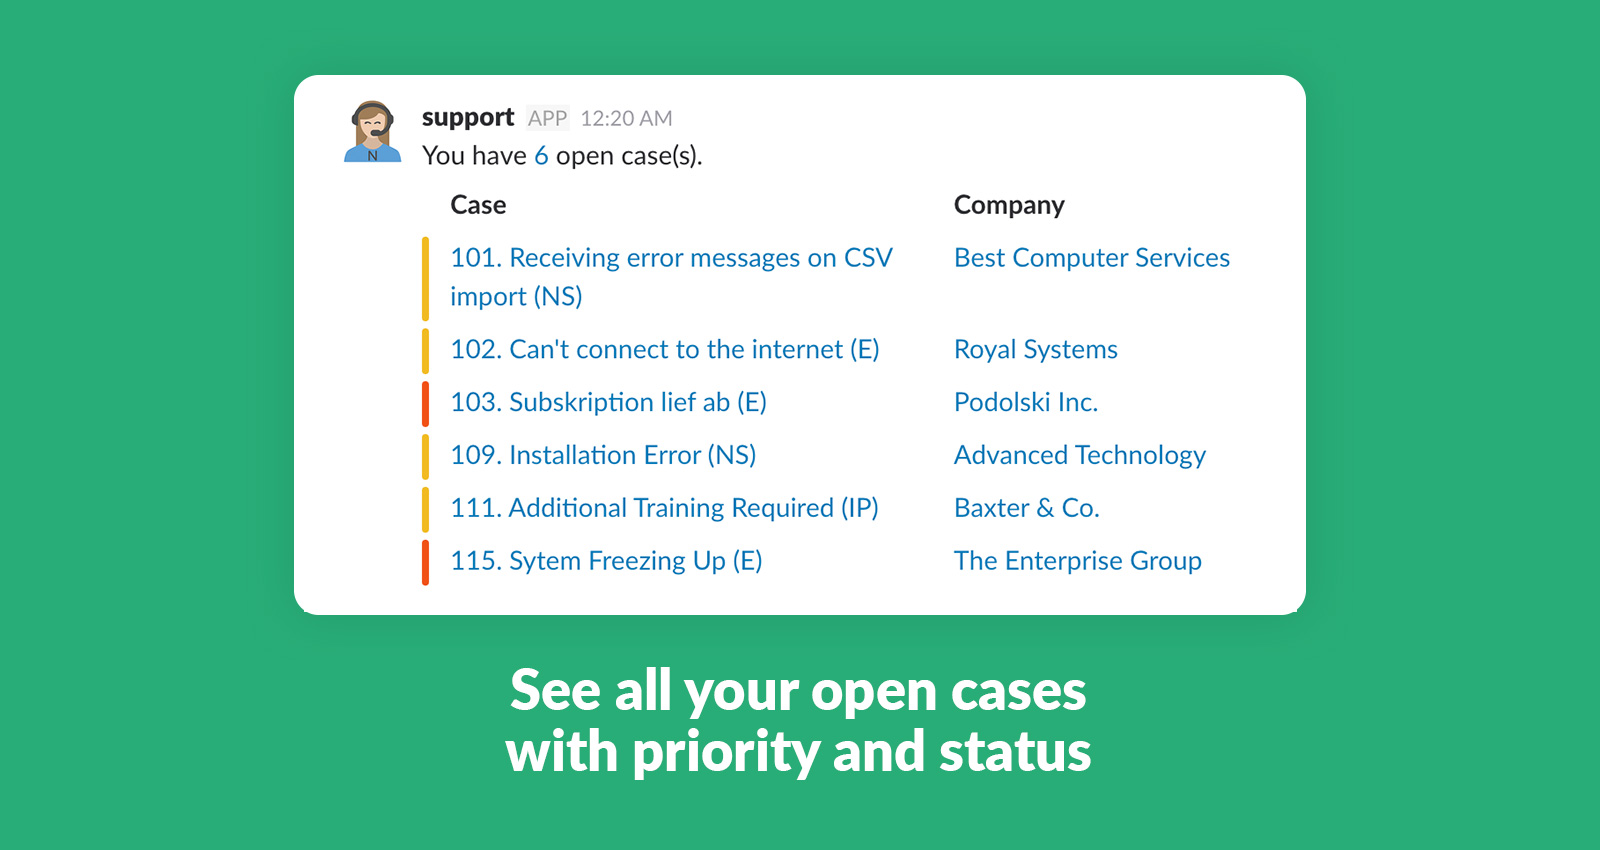 support APP 12:20 AM
N
You have 6 open case(s).
Case Company
101. Receiving error messages on CSV Best Computer Services
import (NS)
102. Can't connect to the internet (E) Royal Systems
103. Subskription lief ab (E) Podolski Inc.
109. Installation Error (NS) Advanced Technology
111. Additional Training Required (IP) Baxter & Co.
115. Sytem Freezing Up (E) The Enterprise Group
See all your open cases
with priority and status